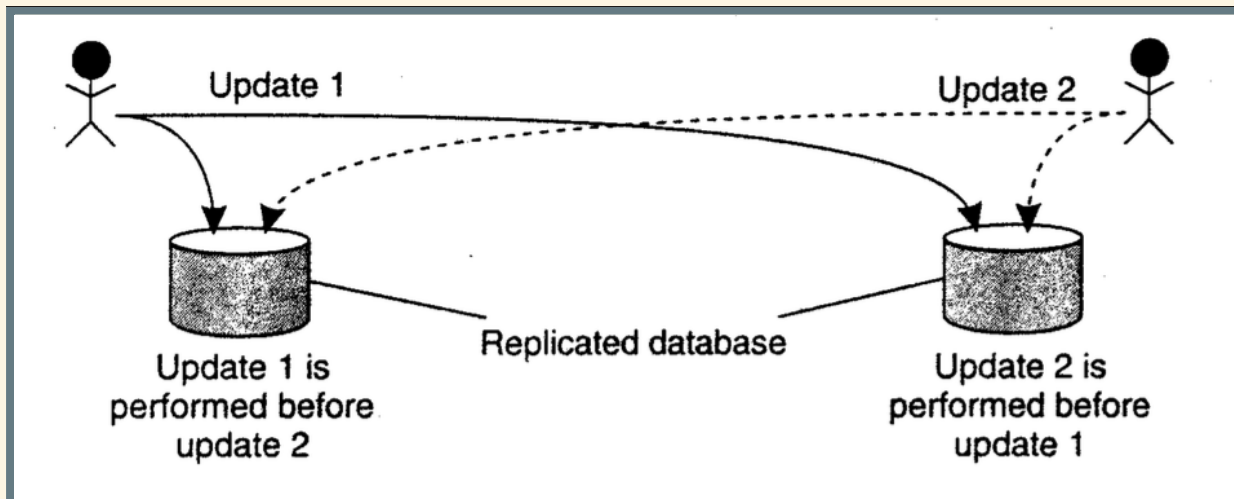 Update 1
Update 2
Replicated database
Update 1 is
performed before
update 2
Update 2 is
performed before
update 1